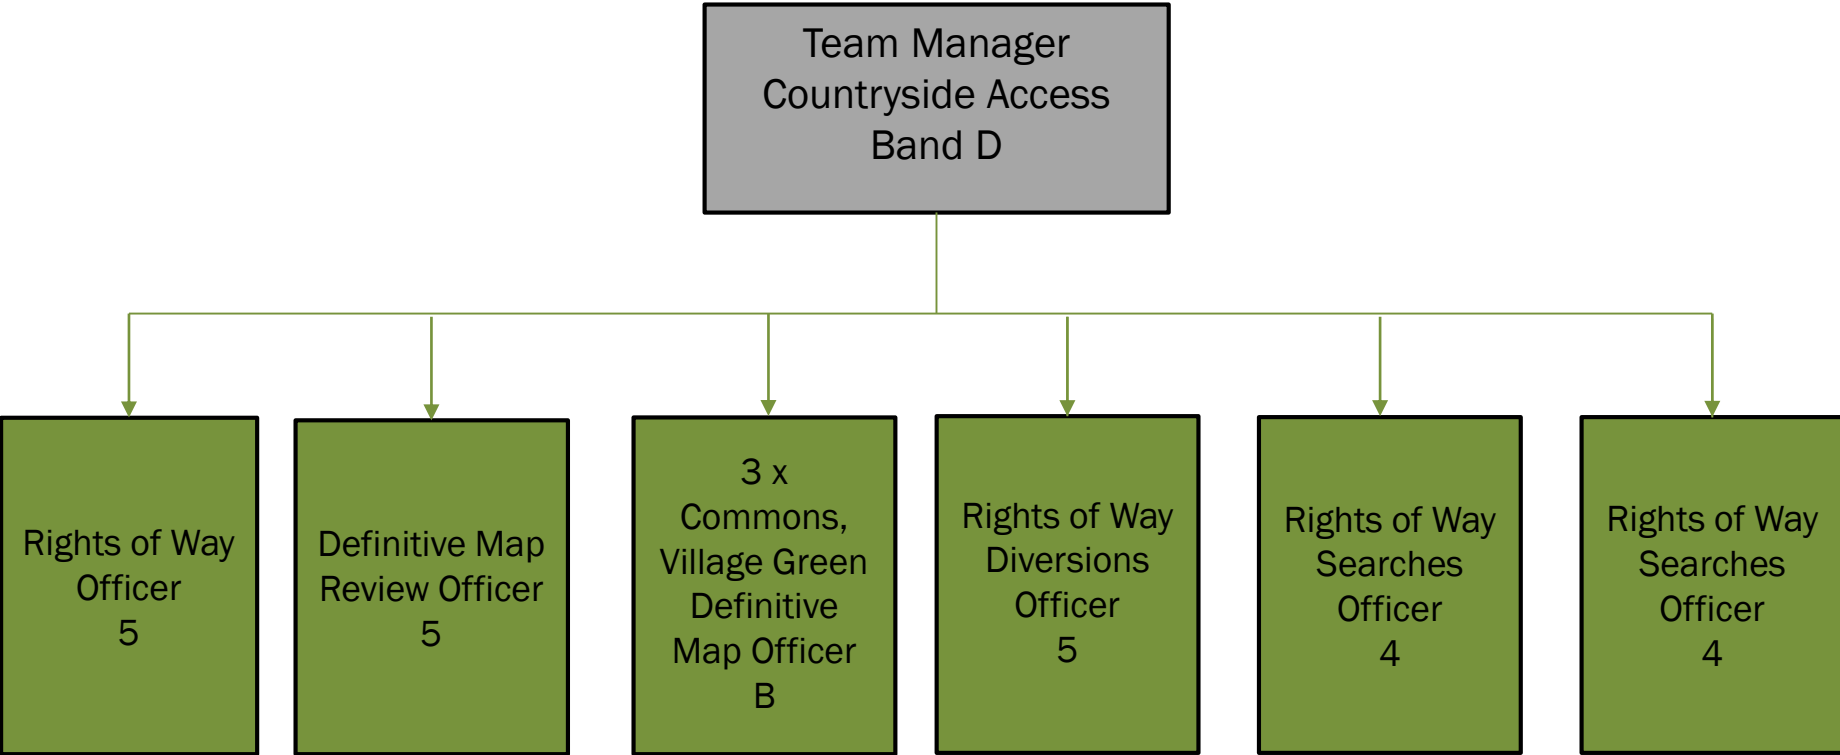 Team Manager
Countryside Access
Band D
Rights of Way
Officer
5
Definitive Map
Review Officer
5
3 x
Commons,
Village Green
Definitive
Map Officer
B
Rights of Way
Diversions
Officer
5
Rights of Way
Searches
Officer
4
Rights of Way
Searches
Officer
4